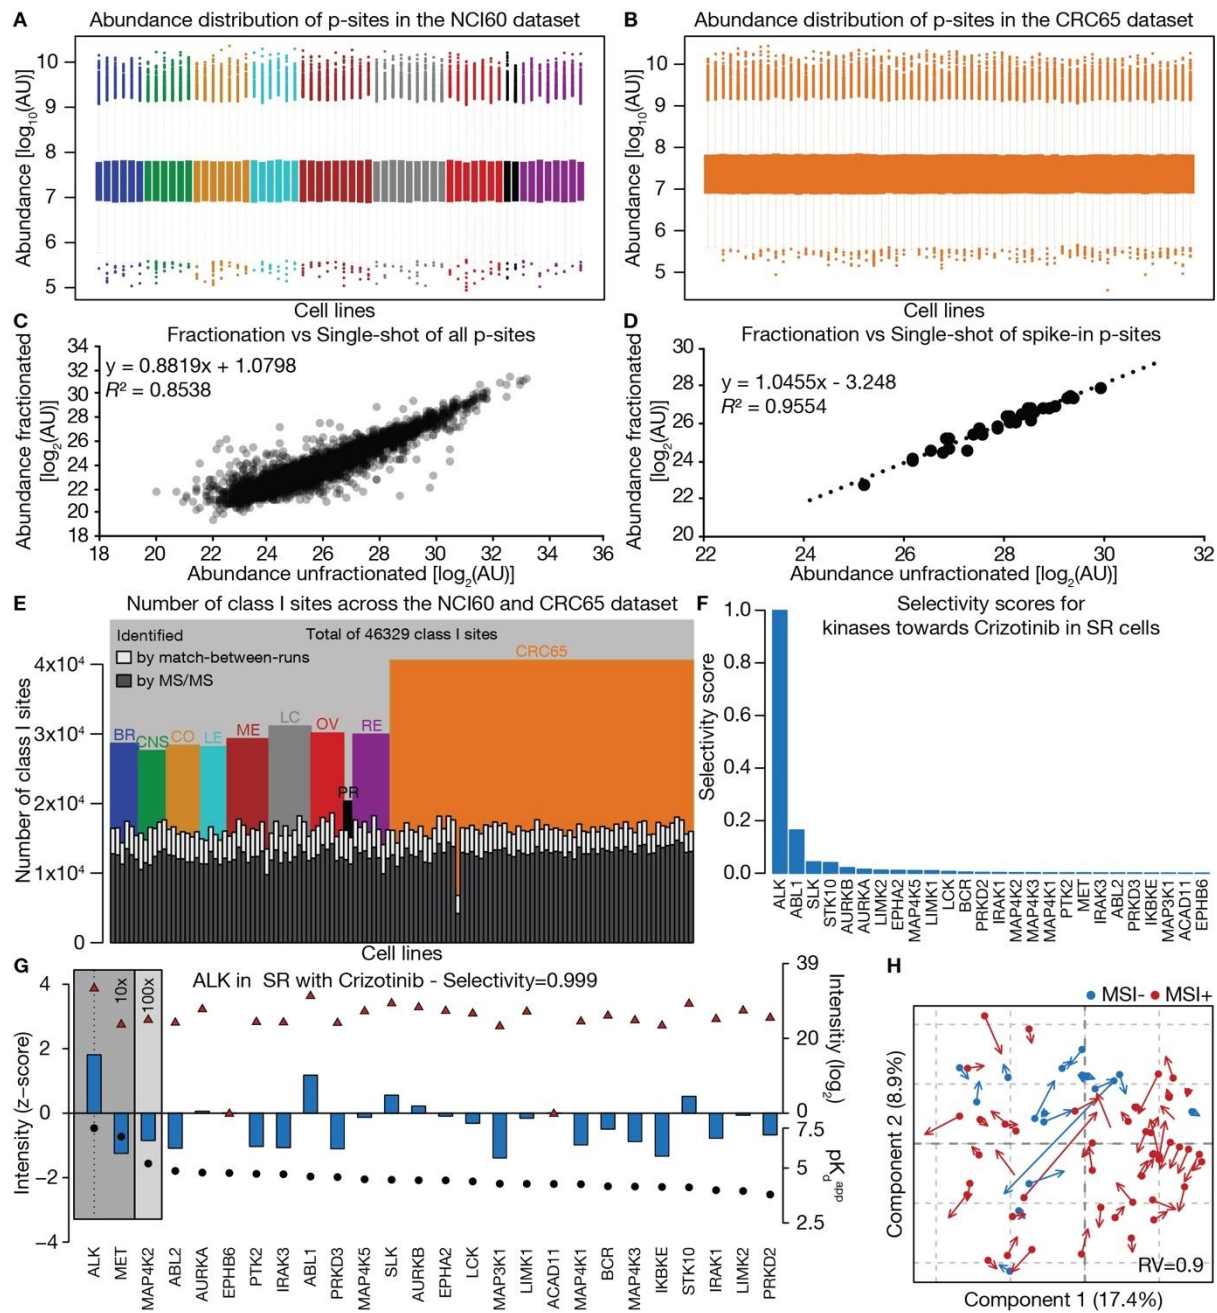 A Abundance distribution of p-sites in the NCI60 dataset
Abundance [log10(AU)]
10
9
8
7
6
5
Cell lines
B Abundance distribution of p-sites in the CRC65 dataset
Abundance [log10(AU)]
10
9
8
7
6
5
Cell lines
C Fractionation vs Single-shot of all p-sites
y = 0.8819x + 1.0798
R² = 0.8538
Abundance fractionated
[log2(AU)]
34
32
30
28
26
24
22
20
18
18 20 22 24 26 28 30 32 34 36
Abundance unfractionated [log2(AU)]
D Fractionation vs Single-shot of spike-in p-sites
y = 1.0455x - 3.248
R² = 0.9554
Abundance fractionated
[log2(AU)]
30
28
26
24
22
20
22 24 26 28 30 32
Abundance unfractionated [log2(AU)]
E Number of class I sites across the NCI60 and CRC65 dataset
Identified
by match-between-runs
by MS/MS
Total of 46329 class I sites
Number of class I sites
4x10⁴
3x10⁴
2x10⁴
1x10⁴
0
BR CNS CO LE ME LC OV PR RE CRC65
Cell lines
F Selectivity scores for
kinases towards Crizotinib in SR cells
Selectivity score
1.0
0.8
0.6
0.4
0.2
0.0
ALK ABL1 SLK STK10 AURKB AURKA LIMK2 EPHA2 MAP4K5 LIMK1 LCK BCR PRKD2 IRAK1 MAP4K2 MAP4K3 MAP4K1 PTK2 MET IRAK3 ABL2 PRKD3 IKBKE MAP3K1 ACAD11 EPHB6
G ALK in SR with Crizotinib - Selectivity=0.999
10x
100x
Intensity (z-score)
4
2
0
−2
−4
39
20
0
Intensitiy (log2)
7.5
5
2.5
pKd app
ALK MET MAP4K2 ABL2 AURKA EPHB6 PTK2 IRAK3 ABL1 PRKD3 MAP4K5 SLK AURKB EPHA2 LCK MAP3K1 LIMK1 ACAD11 MAP4K1 BCR MAP4K3 IKBKE STK10 IRAK1 LIMK2 PRKD2
H
MSI- MSI+
Component 2 (8.9%)
RV=0.9
Component 1 (17.4%)